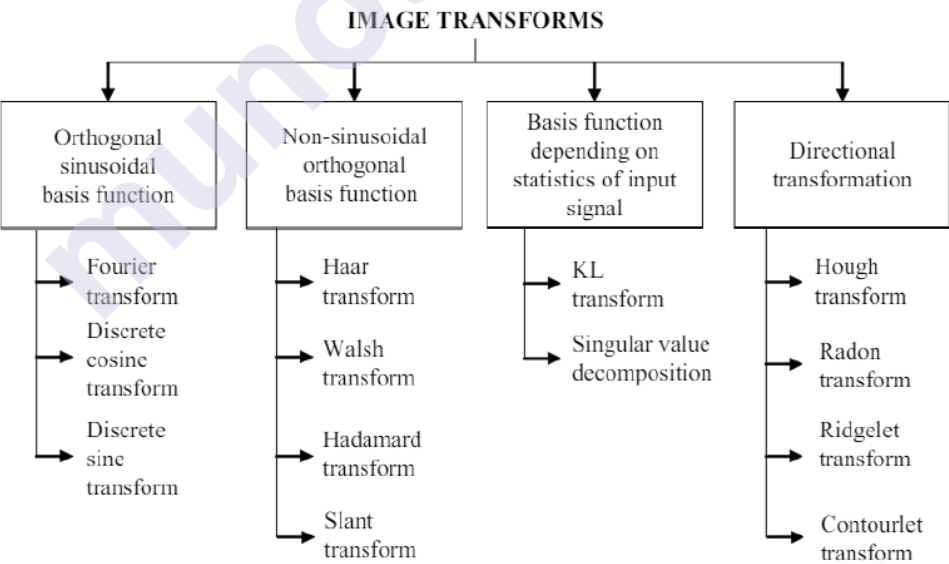 IMAGE TRANSFORMS
Orthogonal
sinusoidal
basis function
Non-sinusoidal
orthogonal
basis function
Basis function
depending on
statistics of input
signal
Directional
transformation
Fourier
transform
Discrete
cosine
transform
Discrete
sine
transform
Haar
transform
Walsh
transform
Hadamard
transform
Slant
transform
KL
transform
Singular value
decomposition
Hough
transform
Radon
transform
Ridgelet
transform
Contourlet
transform